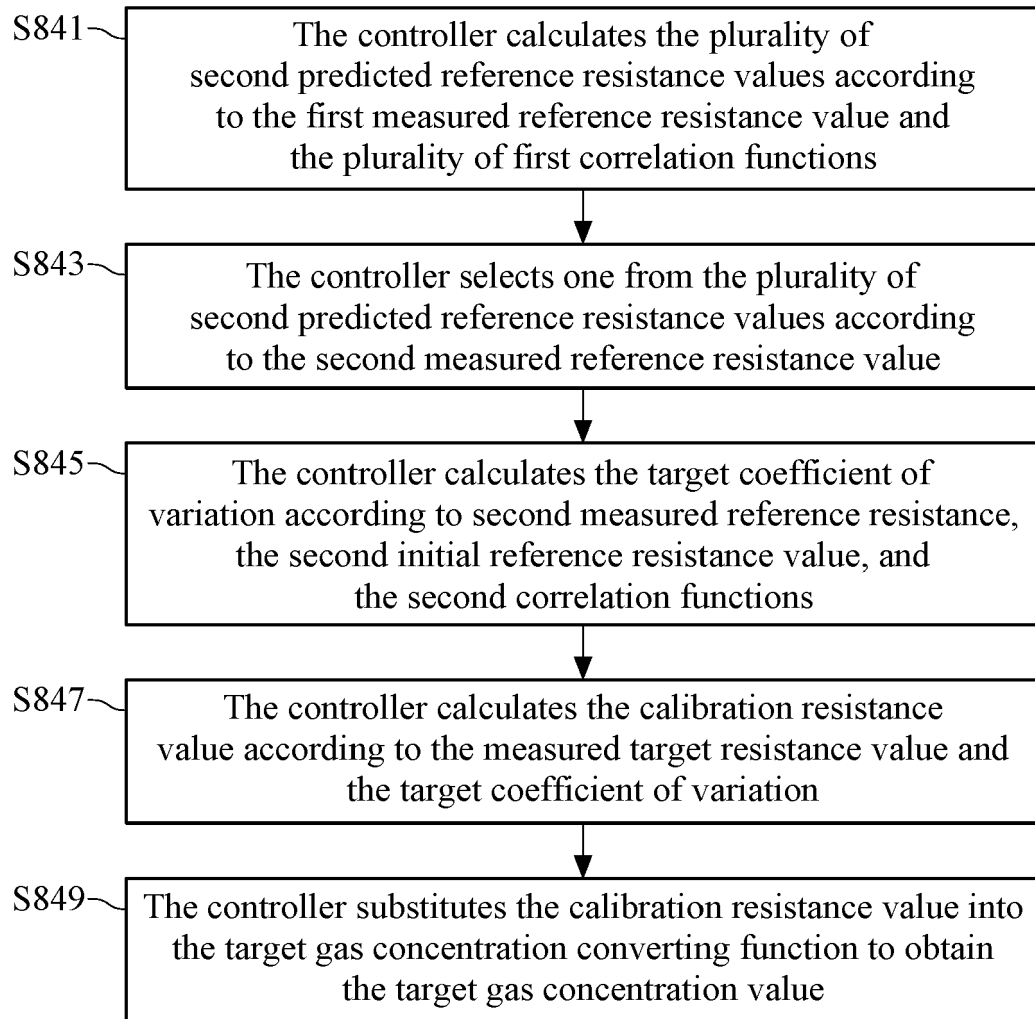 S841
The controller calculates the plurality of
second predicted reference resistance values according
to the first measured reference resistance value and
the plurality of first correlation functions
S843
The controller selects one from the plurality of
second predicted reference resistance values according
to the second measured reference resistance value
S845
The controller calculates the target coefficient of
variation according to second measured reference resistance,
the second initial reference resistance value, and
the second correlation functions
S847
The controller calculates the calibration resistance
value according to the measured target resistance value and
the target coefficient of variation
S849
The controller substitutes the calibration resistance value into
the target gas concentration converting function to obtain
the target gas concentration value